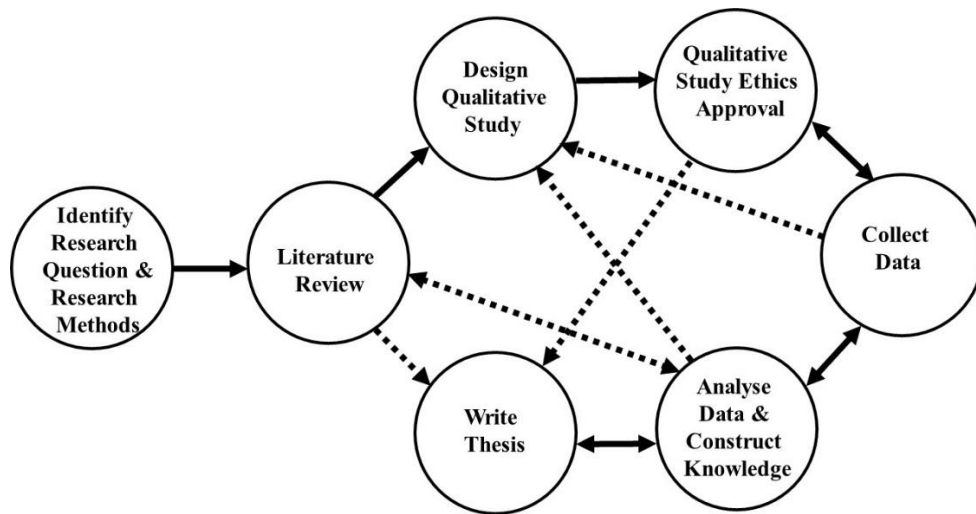 Identify
Research
Question &
Research
Methods
Literature
Review
Design
Qualitative
Study
Qualitative
Study Ethics
Approval
Collect
Data
Analyse
Data &
Construct
Knowledge
Write
Thesis